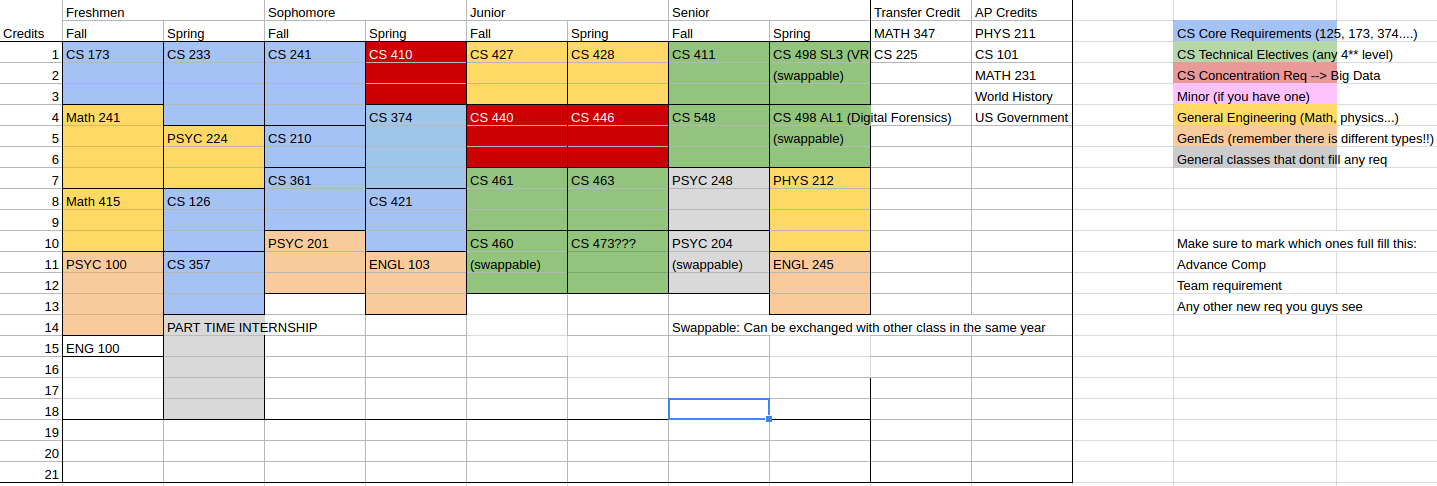 Freshmen Sophomore Junior Senior Transfer Credit AP Credits
Credits Fall Spring Fall Spring Fall Spring Fall Spring MATH 347 PHYS 211 CS Core Requirements (125, 173, 374....)
1 CS 173 CS 233 CS 241 CS 410 CS 427 CS 428 CS 411 CS 498 SL3 (VR CS 225 CS 101 CS Technical Electives (any 4** level)
2 (swappable) MATH 231 CS Concentration Req --> Big Data
3 World History Minor (if you have one)
4 Math 241 CS 374 CS 440 CS 446 CS 548 CS 498 AL1 (Digital Forensics) US Government General Engineering (Math, physics...)
5 PSYC 224 CS 210 (swappable) GenEds (remember there is different types!!)
6 General classes that dont fill any req
7 CS 361 CS 461 CS 463 PSYC 248 PHYS 212
8 Math 415 CS 126 CS 421
9
10 PSYC 201 CS 460 CS 473??? PSYC 204 Make sure to mark which ones full fill this:
11 PSYC 100 CS 357 ENGL 103 (swappable) (swappable) ENGL 245 Advance Comp
12 Team requirement
13 Any other new req you guys see
14 PART TIME INTERNSHIP Swappable: Can be exchanged with other class in the same year
15 ENG 100
16
17
18
19
20
21